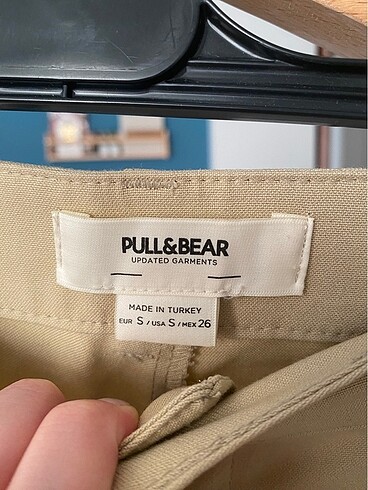 PULL&BEAR
UPDATED GARMENTS
MADE IN TURKEY
EUR S / USA S / MEX 26